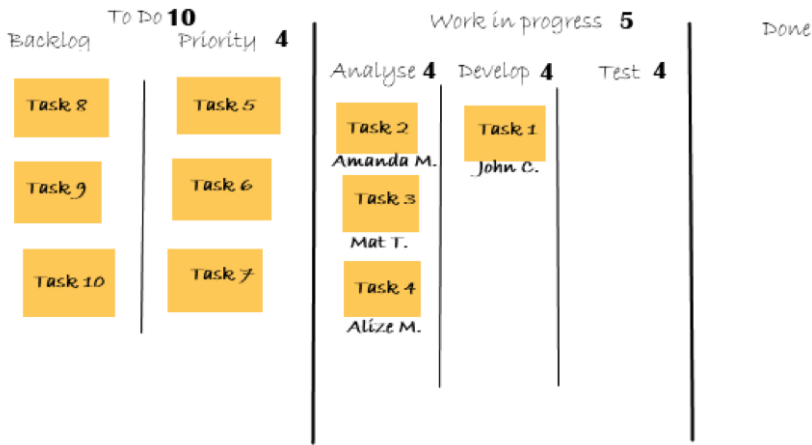 To Do 10
Work in progress 5
Done
Backlog
Priority 4
Analyse 4
Develop 4
Test 4
Task 8
Task 5
Task 2
Amanda M.
Task 1
John C.
Task 9
Task 6
Task 3
Mat T.
Task 10
Task 7
Task 4
Alize M.